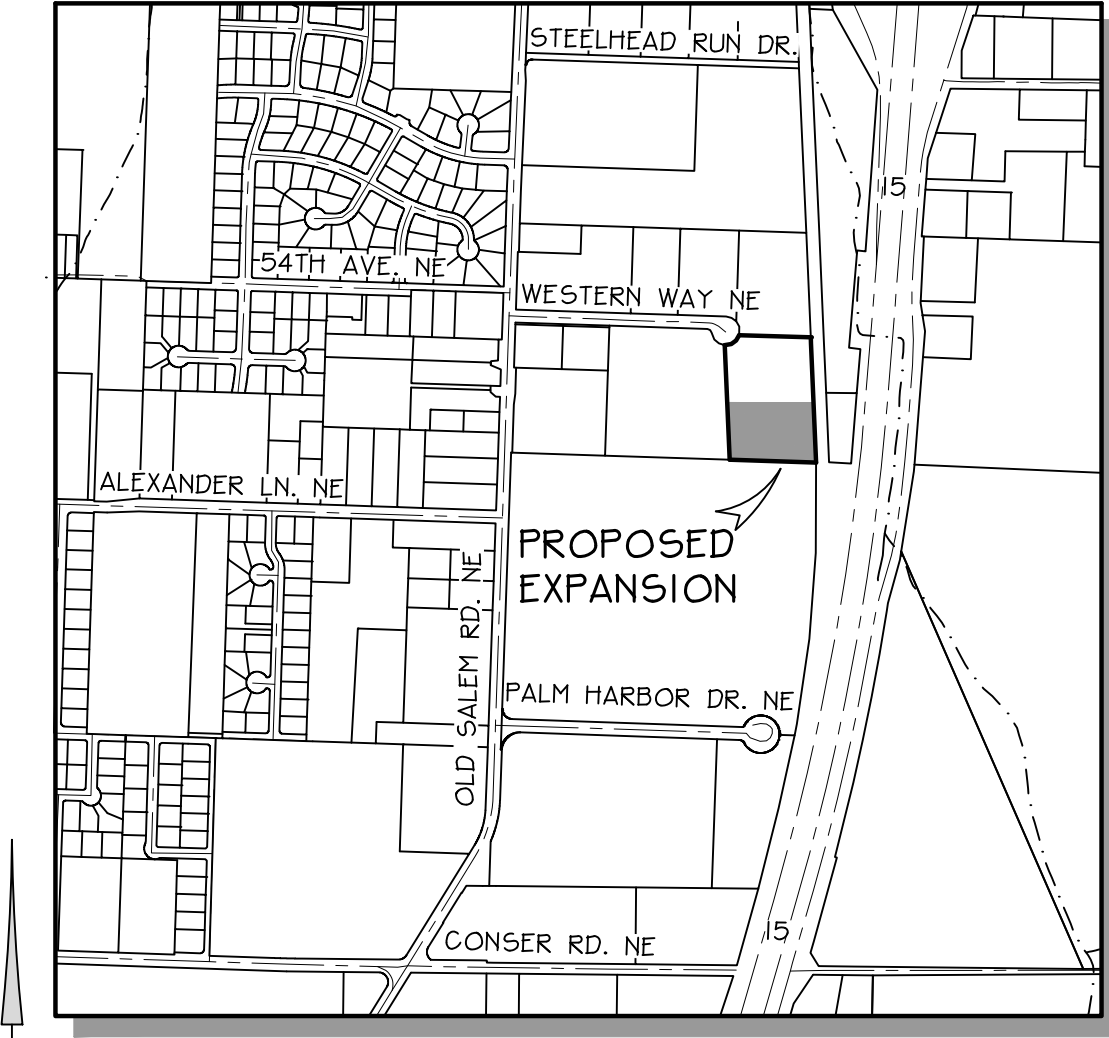 STEELHEAD RUN DR.
15
54TH AVE. NE
WESTERN WAY NE
ALEXANDER LN. NE
PROPOSED
EXPANSION
OLD SALEM RD. NE
PALM HARBOR DR. NE
15
CONSER RD. NE